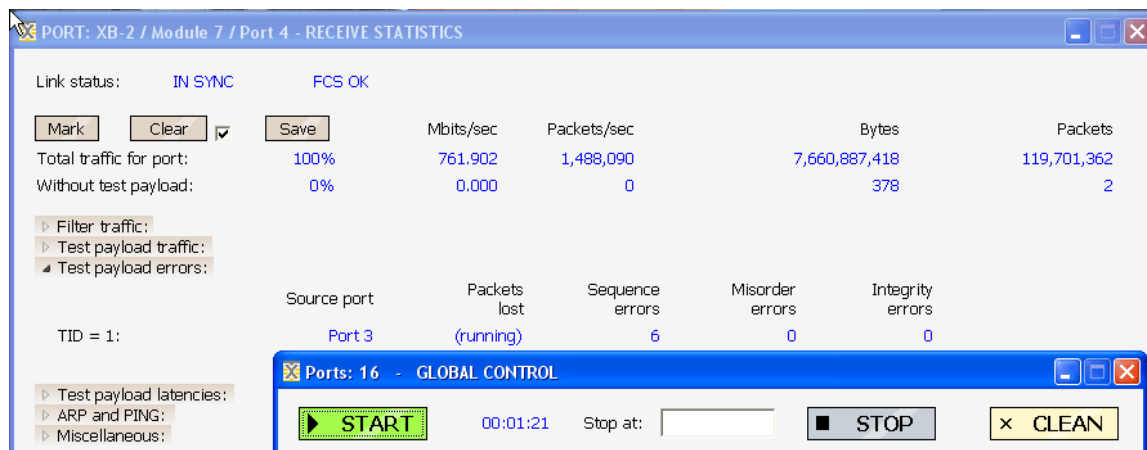 PORT: XB-2 / Module 7 / Port 4 - RECEIVE STATISTICS
Link status: IN SYNC FCS OK
Mark Clear Save Mbits/sec Packets/sec Bytes Packets
Total traffic for port: 100% 761.902 1,488,090 7,660,887,418 119,701,362
Without test payload: 0% 0.000 0 378 2
Filter traffic:
Test payload traffic:
Test payload errors:
Source port Packets lost Sequence errors Misorder errors Integrity errors
TID = 1: Port 3 (running) 6 0 0
Ports: 16 - GLOBAL CONTROL
Test payload latencies:
ARP and PING:
Miscellaneous:
START 00:01:21 Stop at: STOP CLEAN